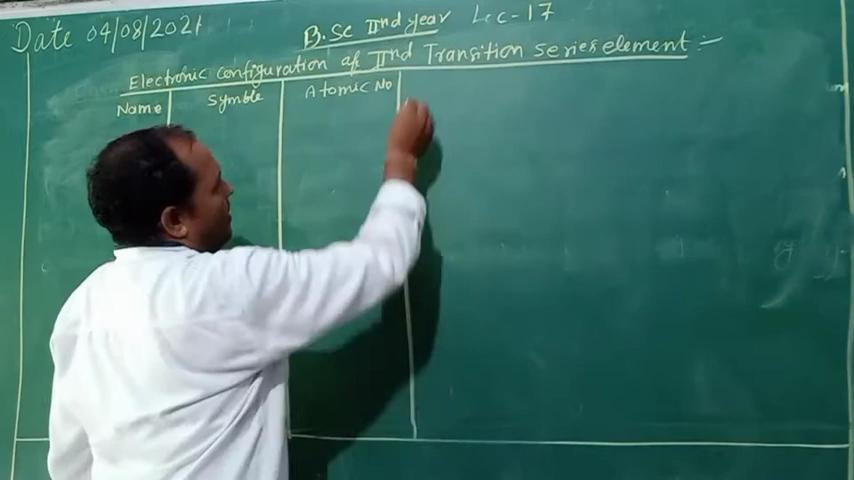 Date 04/08/2021 B.Sc IInd year Lec-17
Electronic configuration of IInd Transition series element :-
Name Symble Atomic No